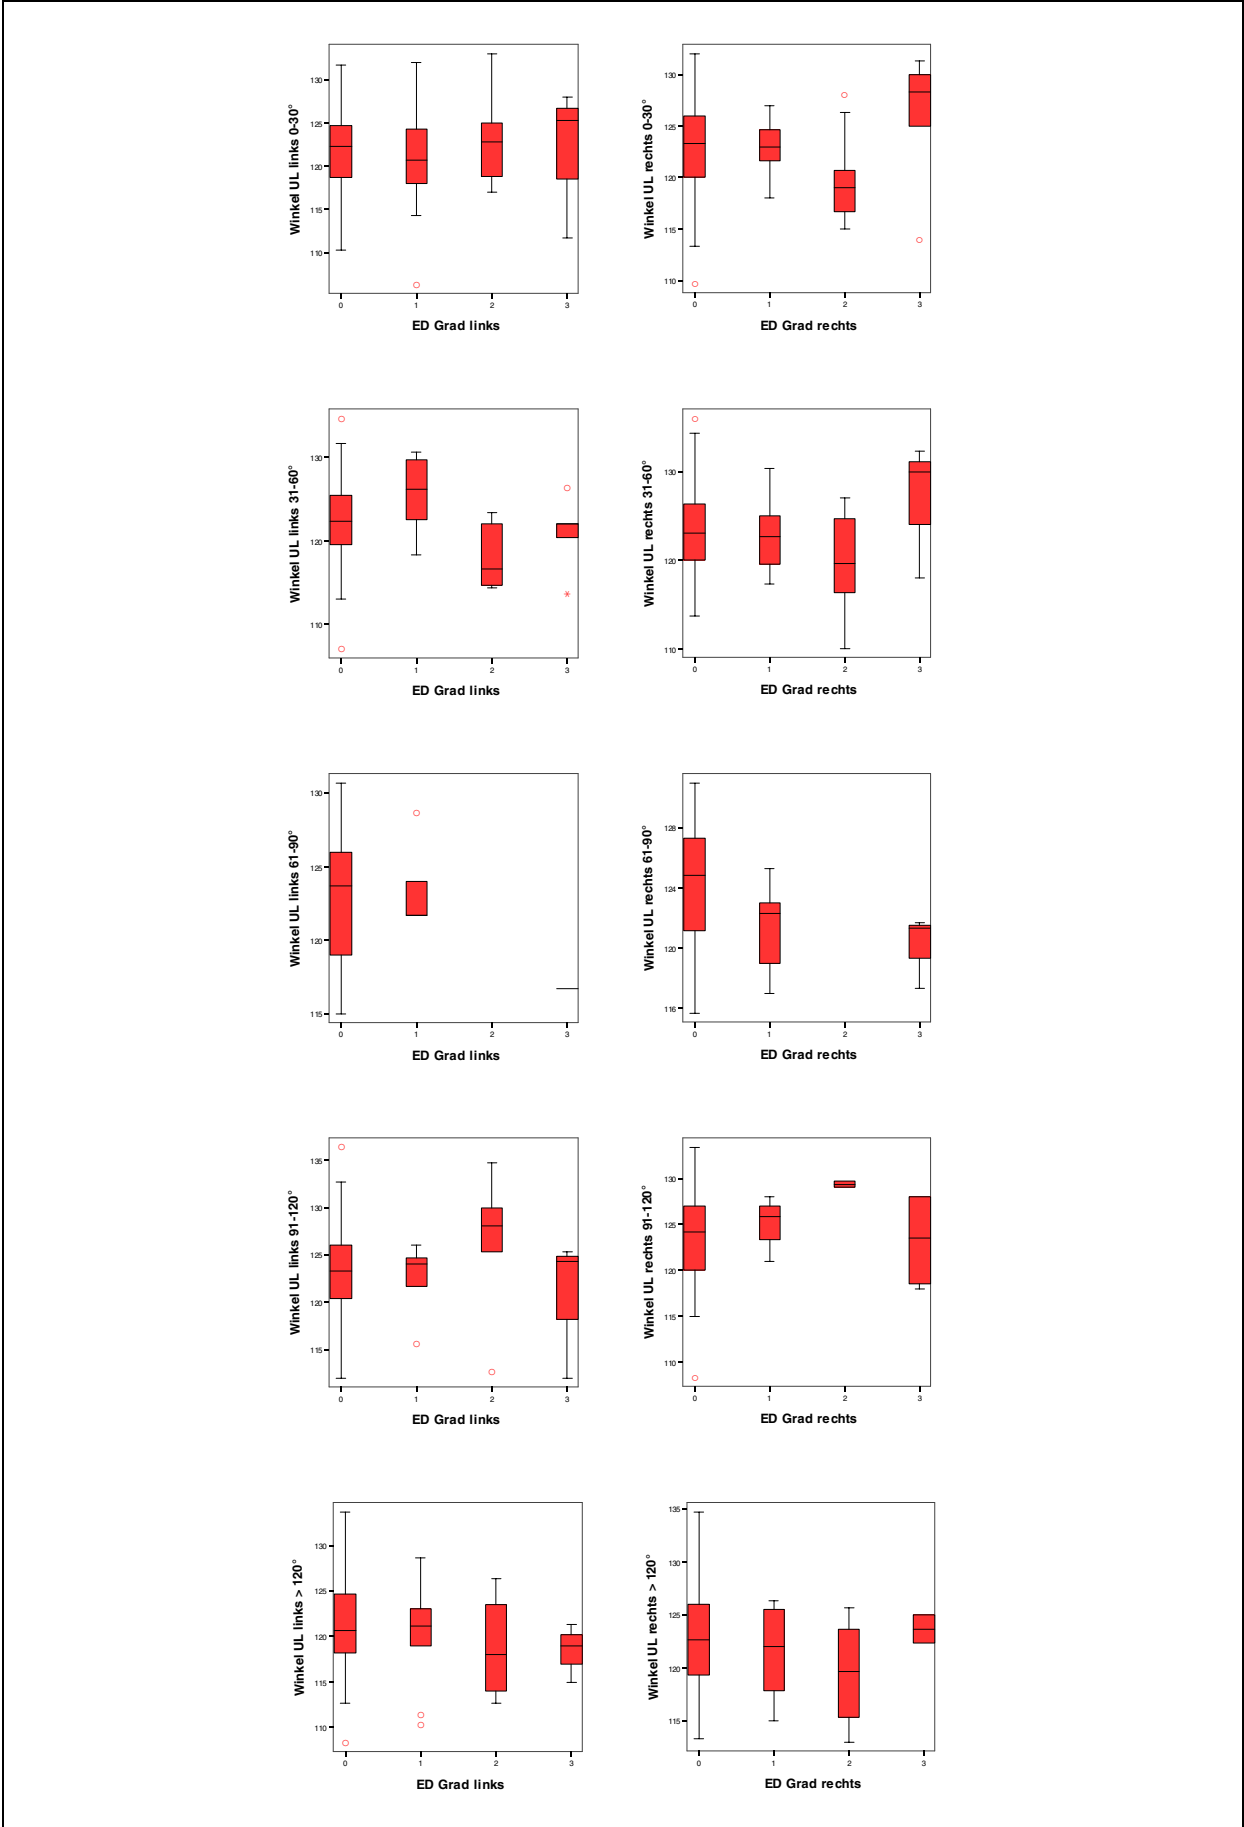 Winkel UL links 0-30°
130
125
120
115
110
0 1 2 3
ED Grad links
Winkel UL rechts 0-30°
130
125
120
115
110
0 1 2 3
ED Grad rechts
Winkel UL links 31-60°
130
120
110
0 1 2 3
ED Grad links
Winkel UL rechts 31-60°
130
120
110
0 1 2 3
ED Grad rechts
Winkel UL links 61-90°
130
125
120
115
0 1 2 3
ED Grad links
Winkel UL rechts 61-90°
128
124
120
116
0 1 2 3
ED Grad rechts
Winkel UL links 91-120°
135
130
125
120
115
0 1 2 3
ED Grad links
Winkel UL rechts 91-120°
130
125
120
115
110
0 1 2 3
ED Grad rechts
Winkel UL links > 120°
130
125
120
115
110
0 1 2 3
ED Grad links
Winkel UL rechts > 120°
135
130
125
120
115
0 1 2 3
ED Grad rechts